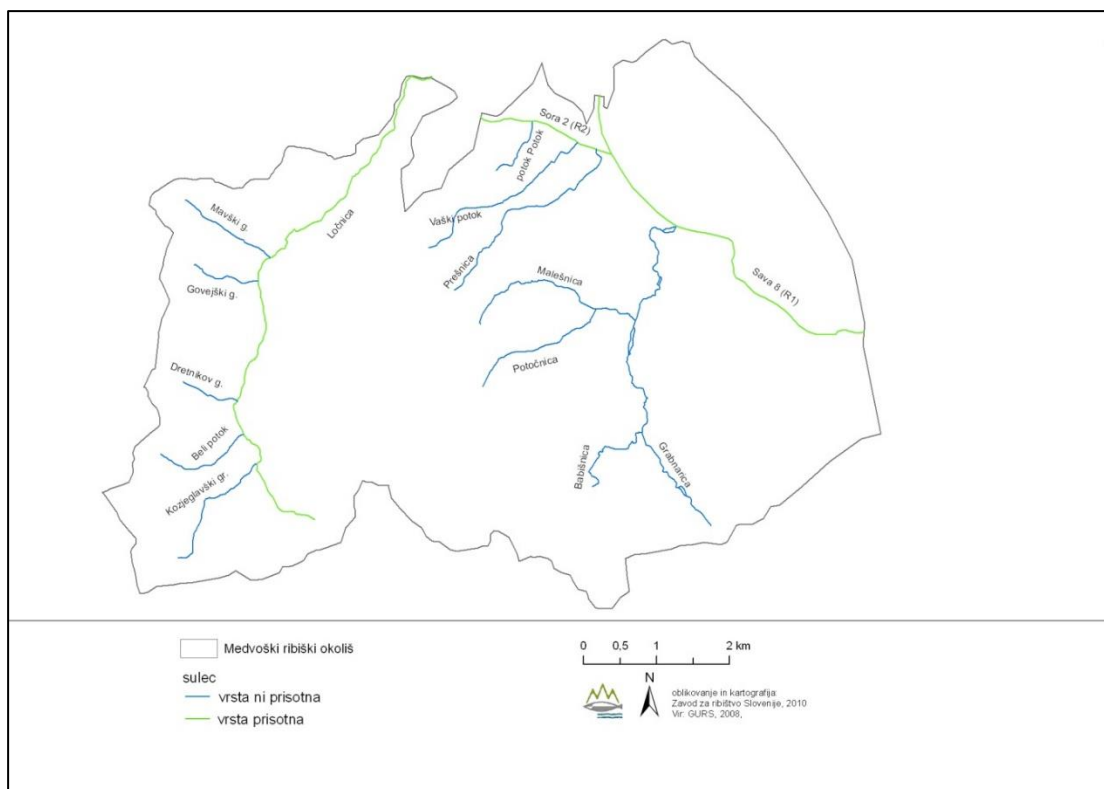 Sora 2 (R2)
potok Potok
Mavški g.
Ločnica
Vaški potok
Prešnica
Govejški g.
Malešnica
Sava 8 (R1)
Potočnica
Dretnikov g.
Beli potok
Babišnica
Grabnarica
Kozjeglavški gr.
Medvoški ribiški okoliš
sulec
vrsta ni prisotna
vrsta prisotna
0 0,5 1 2 km
N
oblikovanje in kartografija:
Zavod za ribištvo Slovenije, 2010
Vir: GURS, 2008,